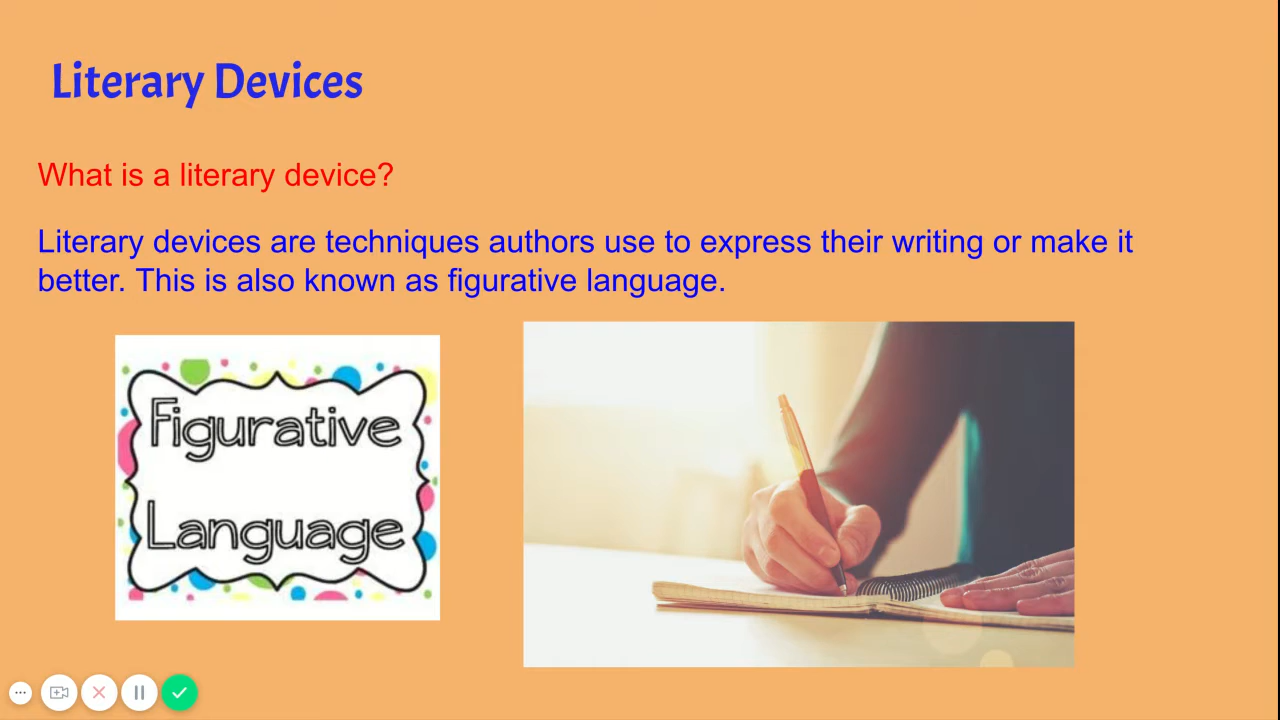 Literary Devices
What is a literary device?
Literary devices are techniques authors use to express their writing or make it
better. This is also known as figurative language.
Figurative
Language